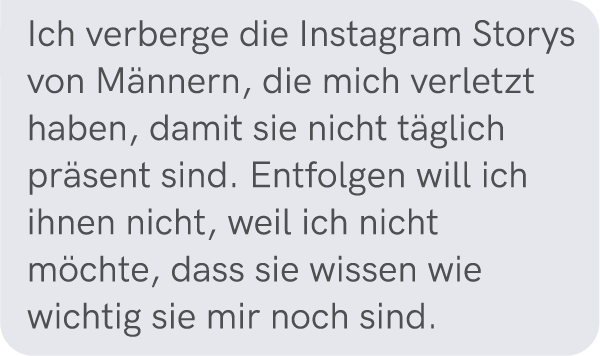 Ich verberge die Instagram Storys
von Männern, die mich verletzt
haben, damit sie nicht täglich
präsent sind. Entfolgen will ich
ihnen nicht, weil ich nicht
möchte, dass sie wissen wie
wichtig sie mir noch sind.